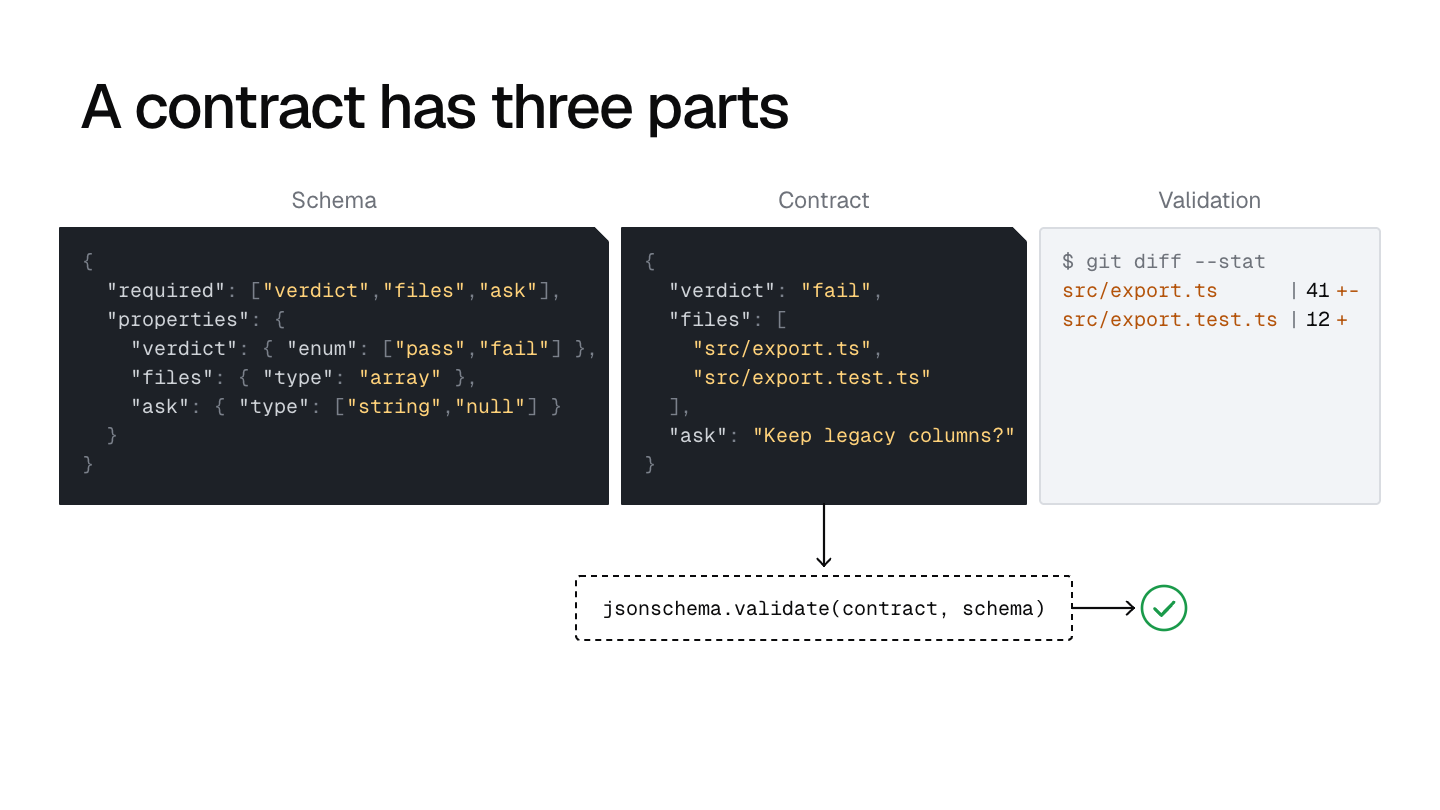 A contract has three parts
Schema
{
  "required": ["verdict","files","ask"],
  "properties": {
    "verdict": { "enum": ["pass","fail"] },
    "files": { "type": "array" },
    "ask": { "type": ["string","null"] }
  }
}
Contract
{
  "verdict": "fail",
  "files": [
    "src/export.ts",
    "src/export.test.ts"
  ],
  "ask": "Keep legacy columns?"
}
Validation
$ git diff --stat
src/export.ts | 41 +-
src/export.test.ts | 12 +
jsonschema.validate(contract, schema)